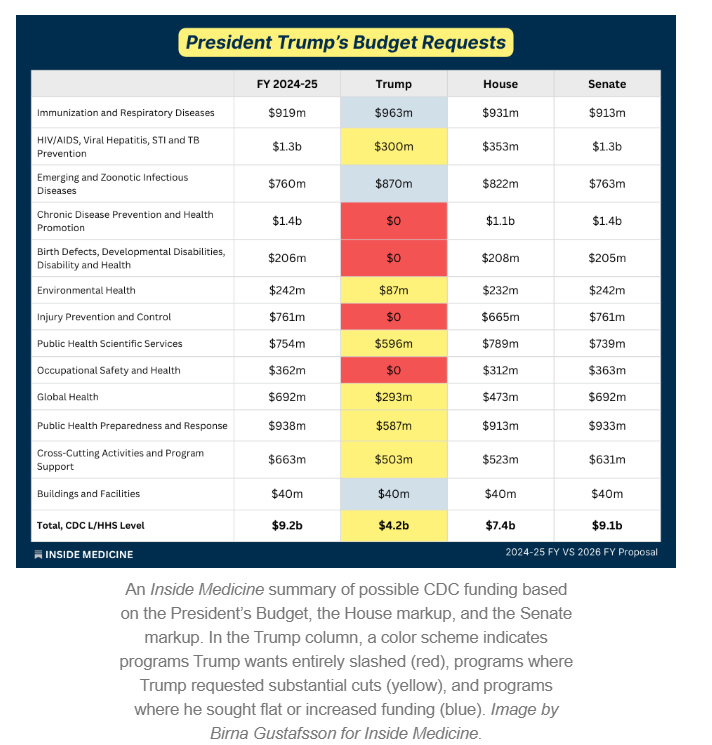 President Trump's Budget Requests
FY 2024-25 Trump House Senate
Immunization and Respiratory Diseases $919m $963m $931m $913m
HIV/AIDS, Viral Hepatitis, STI and TB
Prevention $1.3b $300m $353m $1.3b
Emerging and Zoonotic Infectious
Diseases $760m $870m $822m $763m
Chronic Disease Prevention and Health
Promotion $1.4b $0 $1.1b $1.4b
Birth Defects, Developmental Disabilities,
Disability and Health $206m $0 $208m $205m
Environmental Health $242m $87m $232m $242m
Injury Prevention and Control $761m $0 $665m $761m
Public Health Scientific Services $754m $596m $789m $739m
Occupational Safety and Health $362m $0 $312m $363m
Global Health $692m $293m $473m $692m
Public Health Preparedness and Response $938m $587m $913m $933m
Cross-Cutting Activities and Program
Support $663m $503m $523m $631m
Buildings and Facilities $40m $40m $40m $40m
Total, CDC L/HHS Level $9.2b $4.2b $7.4b $9.1b
INSIDE MEDICINE 2024-25 FY VS 2026 FY Proposal
An Inside Medicine summary of possible CDC funding based
on the President's Budget, the House markup, and the Senate
markup. In the Trump column, a color scheme indicates
programs Trump wants entirely slashed (red), programs where
Trump requested substantial cuts (yellow), and programs
where he sought flat or increased funding (blue). Image by
Birna Gustafsson for Inside Medicine.